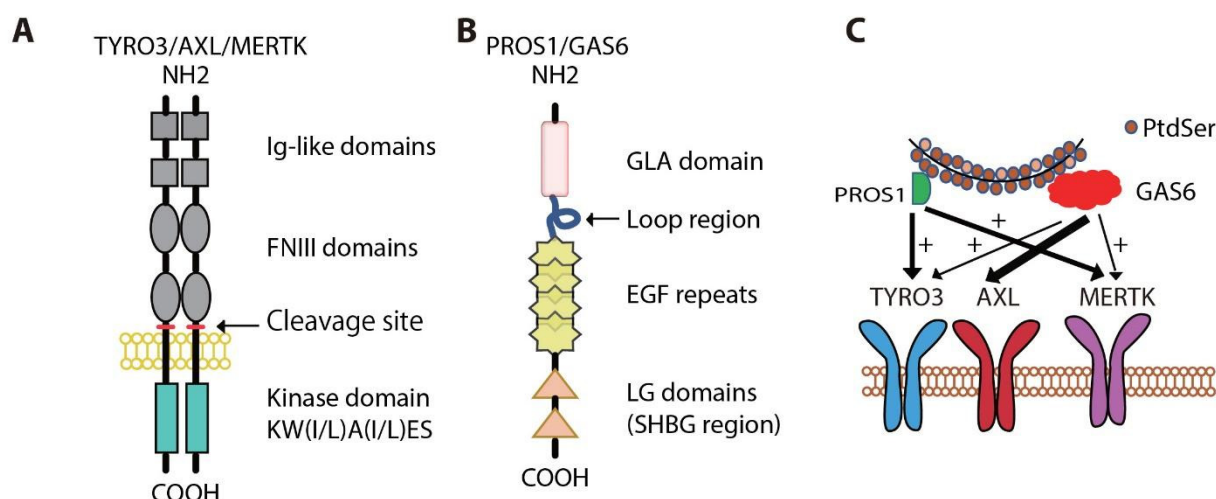 A
TYRO3/AXL/MERTK
NH2
Ig-like domains
FNIII domains
Cleavage site
Kinase domain
KW(I/L)A(I/L)ES
COOH
B
PROS1/GAS6
NH2
GLA domain
Loop region
EGF repeats
LG domains
(SHBG region)
COOH
C
PtdSer
PROS1
GAS6
+
+ + +
TYRO3 AXL MERTK